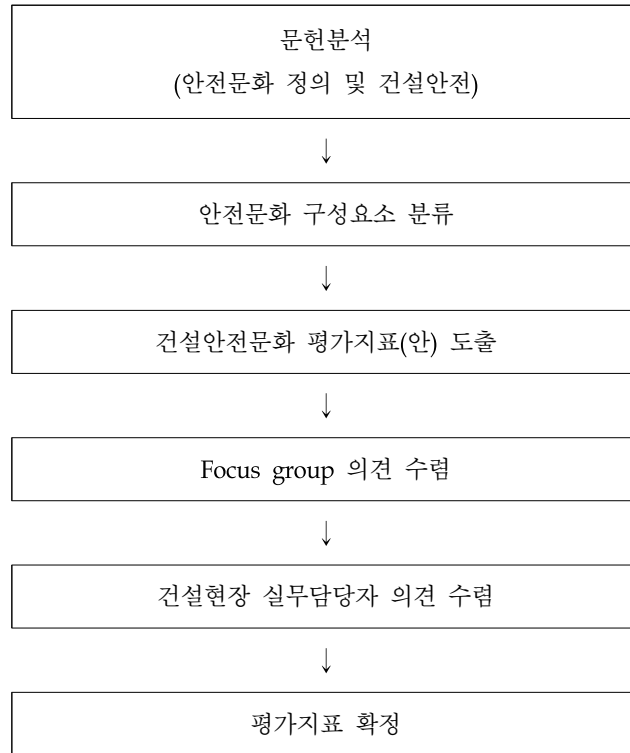 문헌분석
(안전문화 정의 및 건설안전)
↓
안전문화 구성요소 분류
↓
건설안전문화 평가지표(안) 도출
↓
Focus group 의견 수렴
↓
건설현장 실무담당자 의견 수렴
↓
평가지표 확정